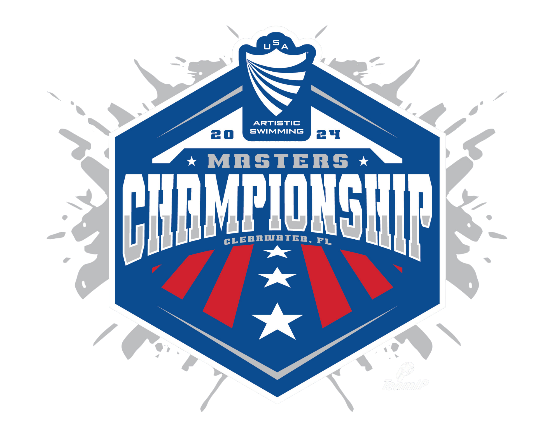 USA
ARTISTIC
SWIMMING
20 24
MASTERS
CHAMPIONSHIP
CLEARWATER, FL